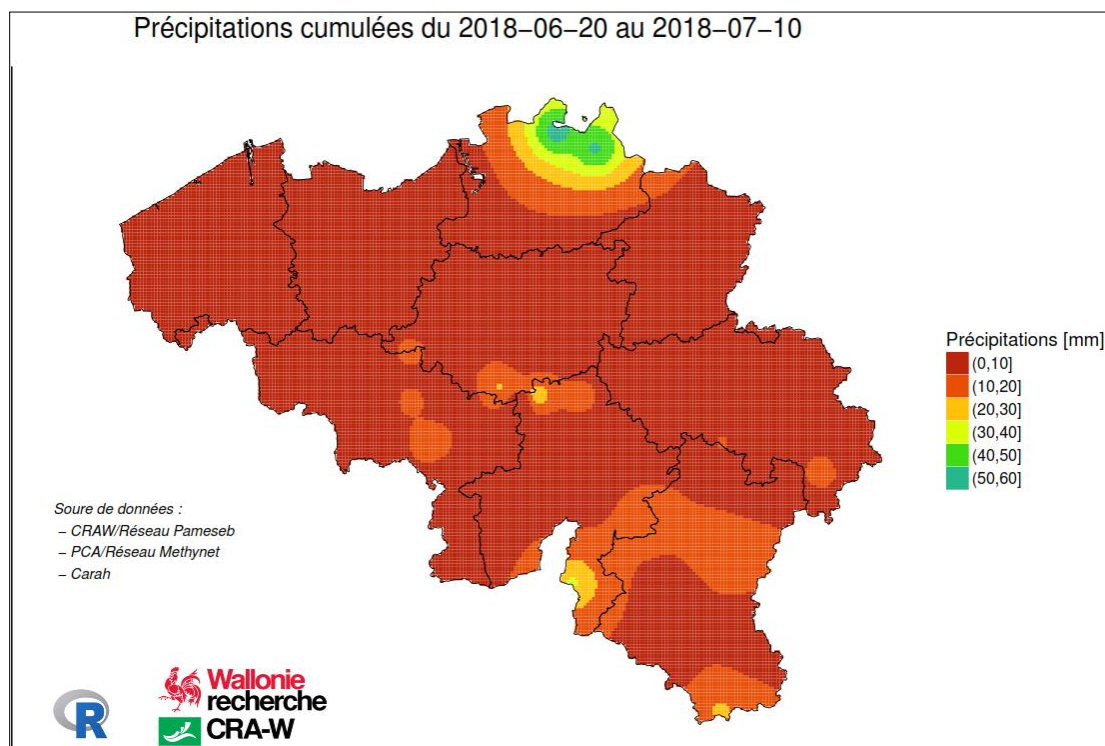 Précipitations cumulées du 2018−06−20 au 2018−07−10
Précipitations [mm]
(0,10]
(10,20]
(20,30]
(30,40]
(40,50]
(50,60]
Soure de données :
− CRAW/Réseau Pameseb
− PCA/Réseau Methynet
− Carah
R
Wallonie
recherche
CRA-W